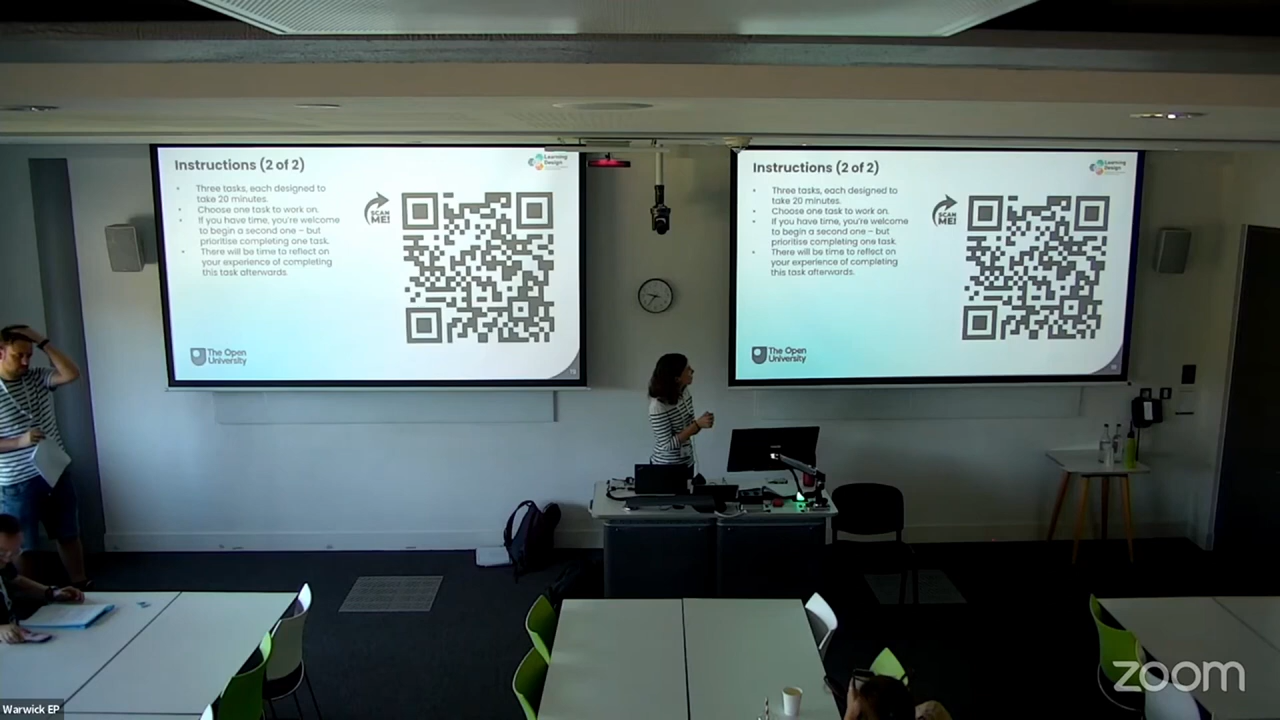 Instructions (2 of 2)
Learning
Design
Three tasks, each designed to
take 20 minutes.
Choose one task to work on.
If you have time, you're welcome
to begin a second one – but
prioritise completing one task.
There will be time to reflect on
your experience of completing
this task afterwards.
SCAN
ME!
The Open
University
Instructions (2 of 2)
Learning
Design
Three tasks, each designed to
take 20 minutes.
Choose one task to work on.
If you have time, you're welcome
to begin a second one – but
prioritise completing one task.
There will be time to reflect on
your experience of completing
this task afterwards.
SCAN
ME!
The Open
University
zoom
Warwick EP